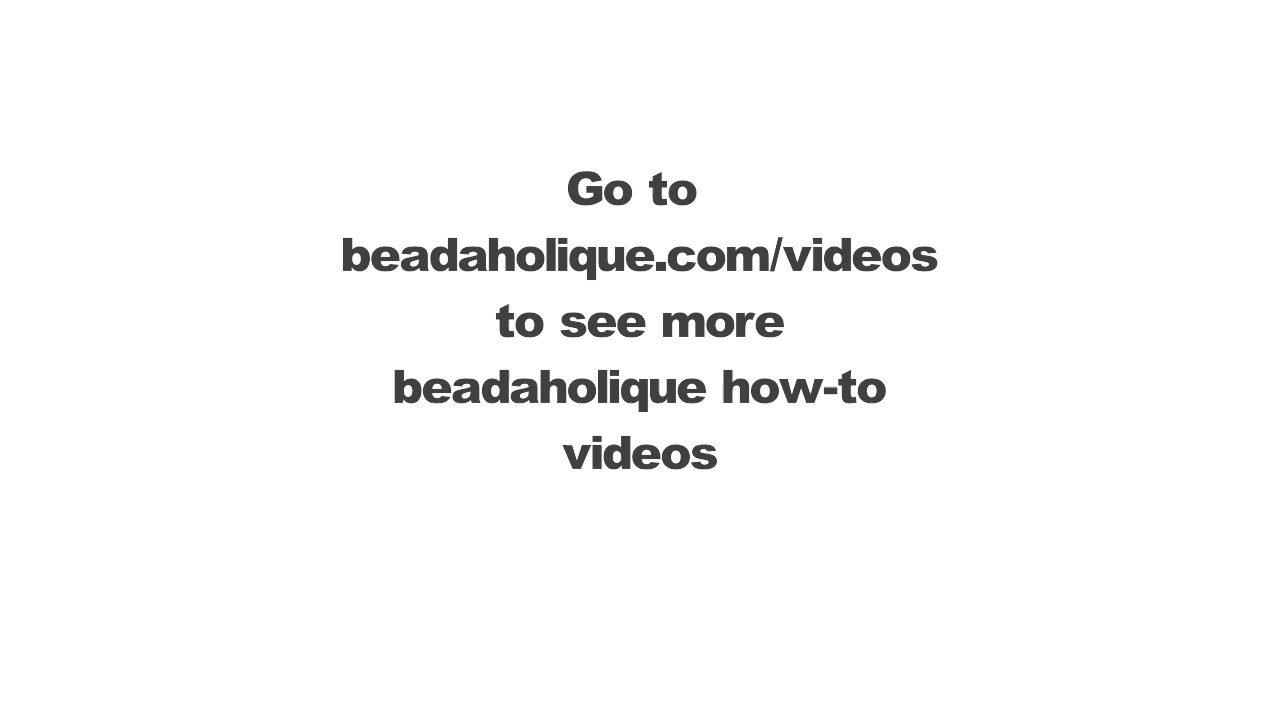 Go to
beadaholique.com/videos
to see more
beadaholique how-to
videos